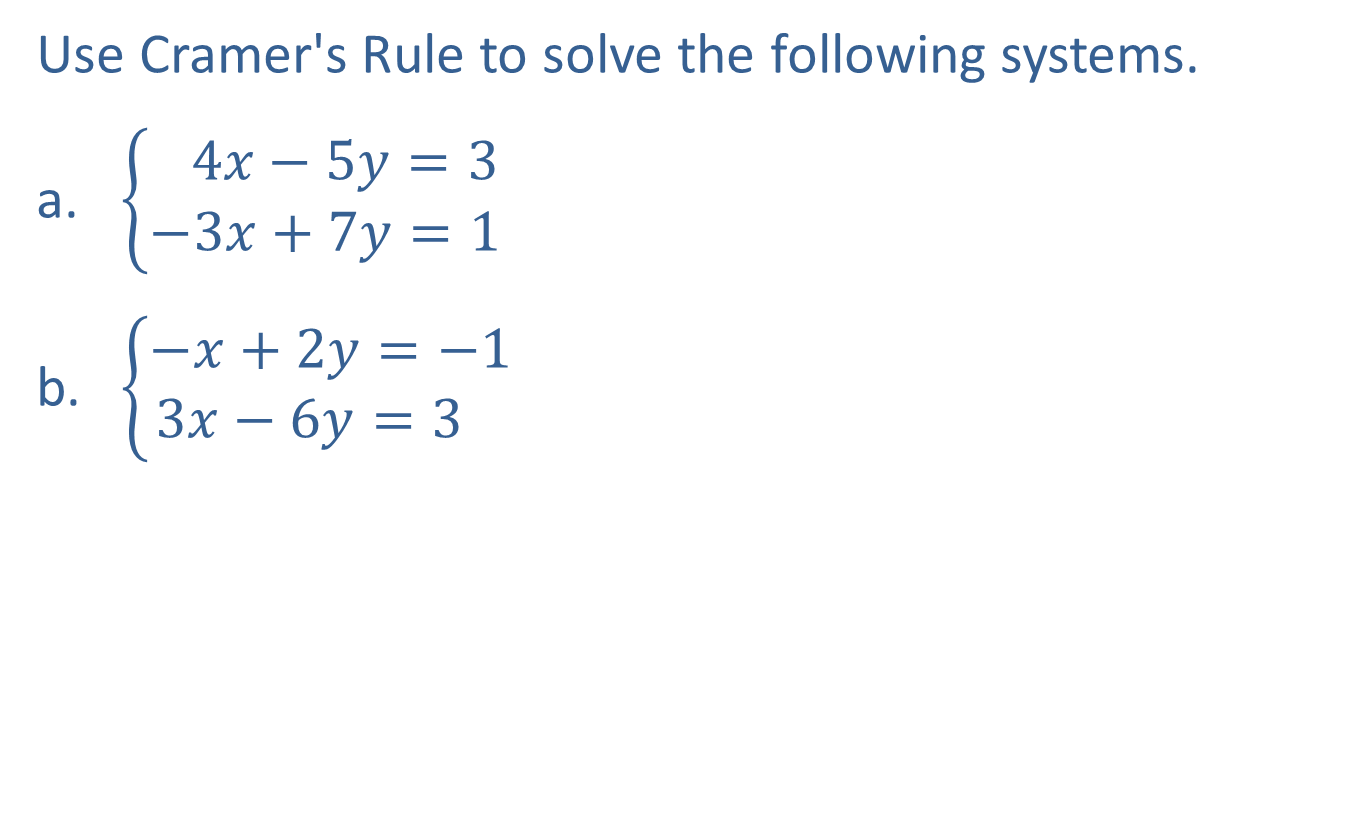 Use Cramer's Rule to solve the following systems.
a.
4x − 5y = 3
−3x + 7y = 1
b.
−x + 2y = −1
3x − 6y = 3